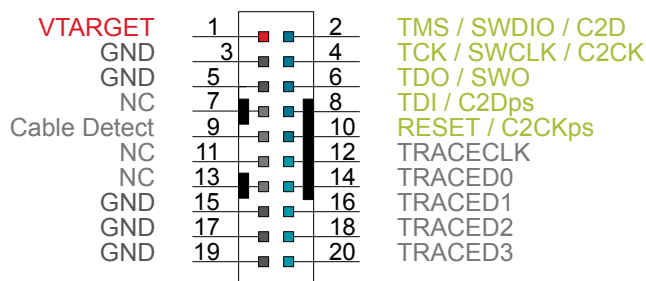 VTARGET 1 2 TMS / SWDIO / C2D
GND 3 4 TCK / SWCLK / C2CK
GND 5 6 TDO / SWO
NC 7 8 TDI / C2Dps
Cable Detect 9 10 RESET / C2CKps
NC 11 12 TRACECLK
NC 13 14 TRACED0
GND 15 16 TRACED1
GND 17 18 TRACED2
GND 19 20 TRACED3